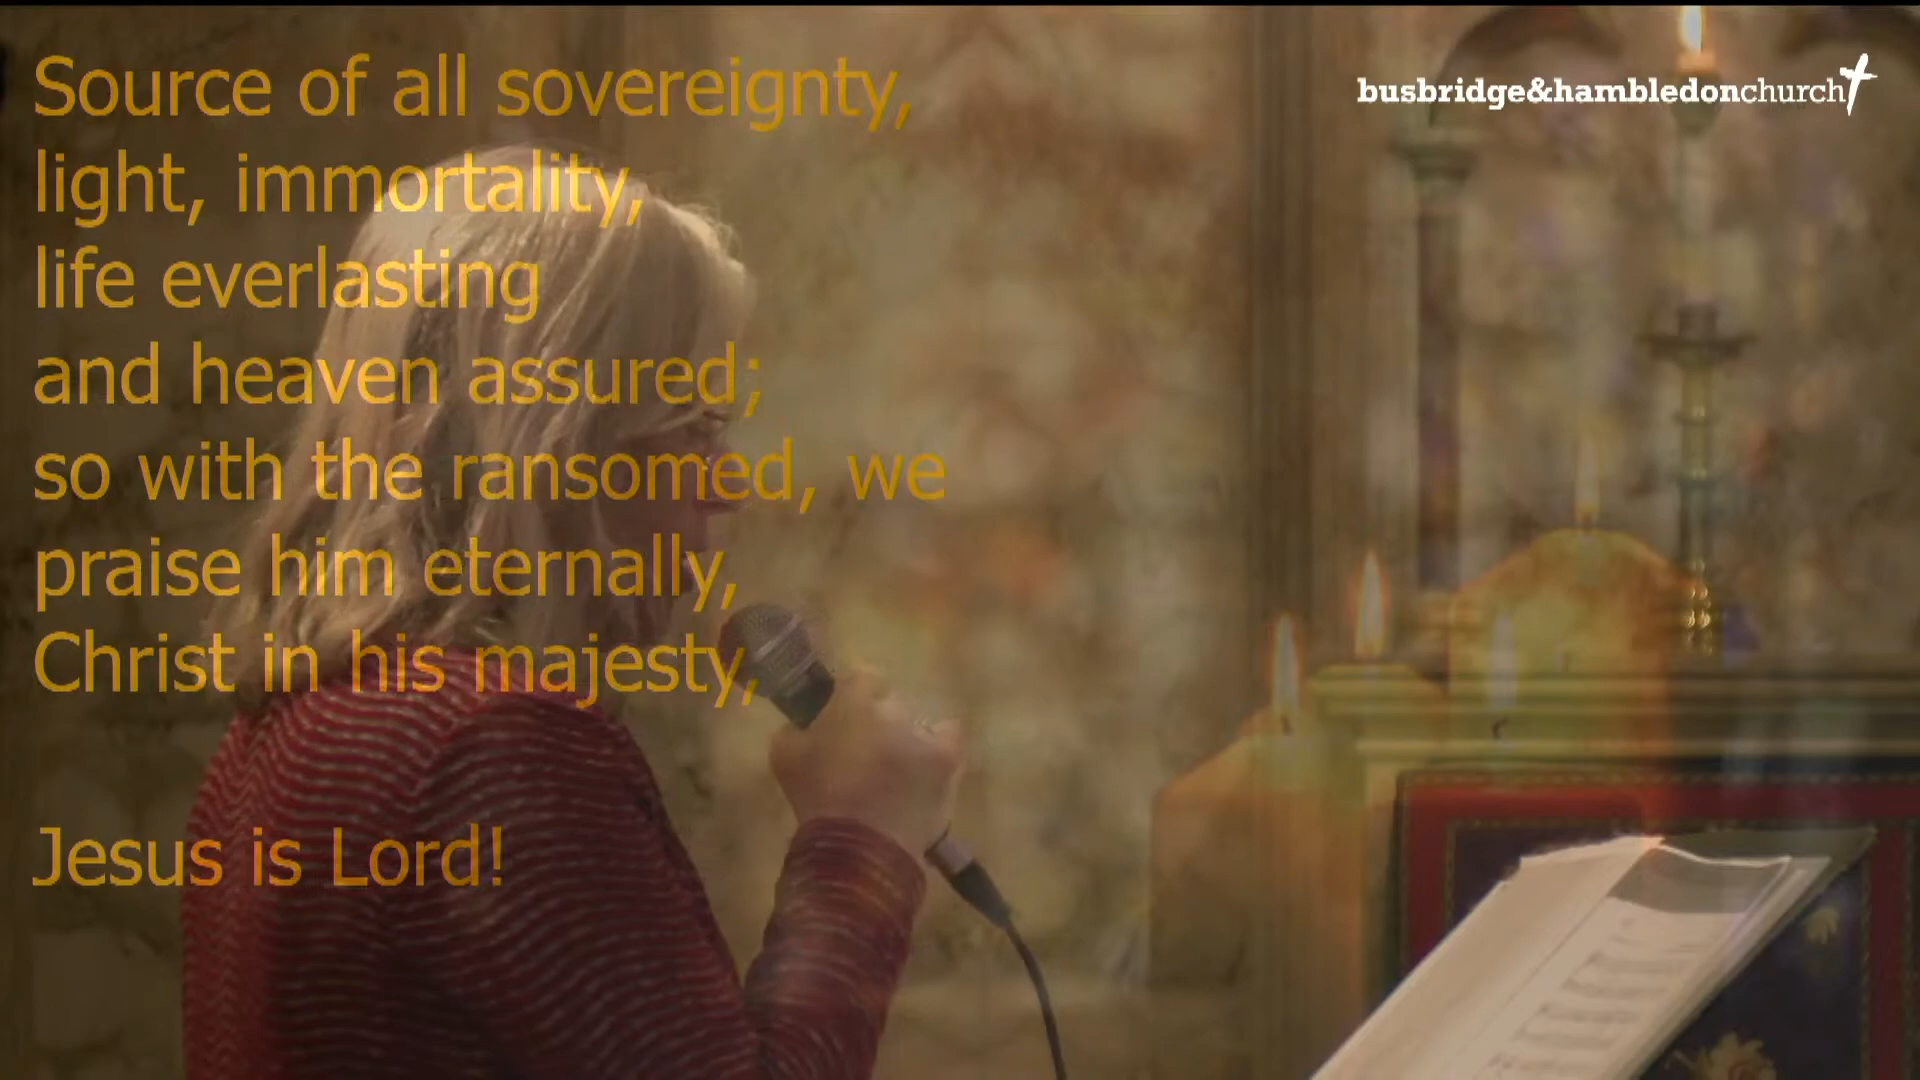 Source of all sovereignty,
light, immortality,
life everlasting
and heaven assured;
so with the ransomed, we
praise him eternally,
Christ in his majesty,
Jesus is Lord!
busbridge&hambledonchurch